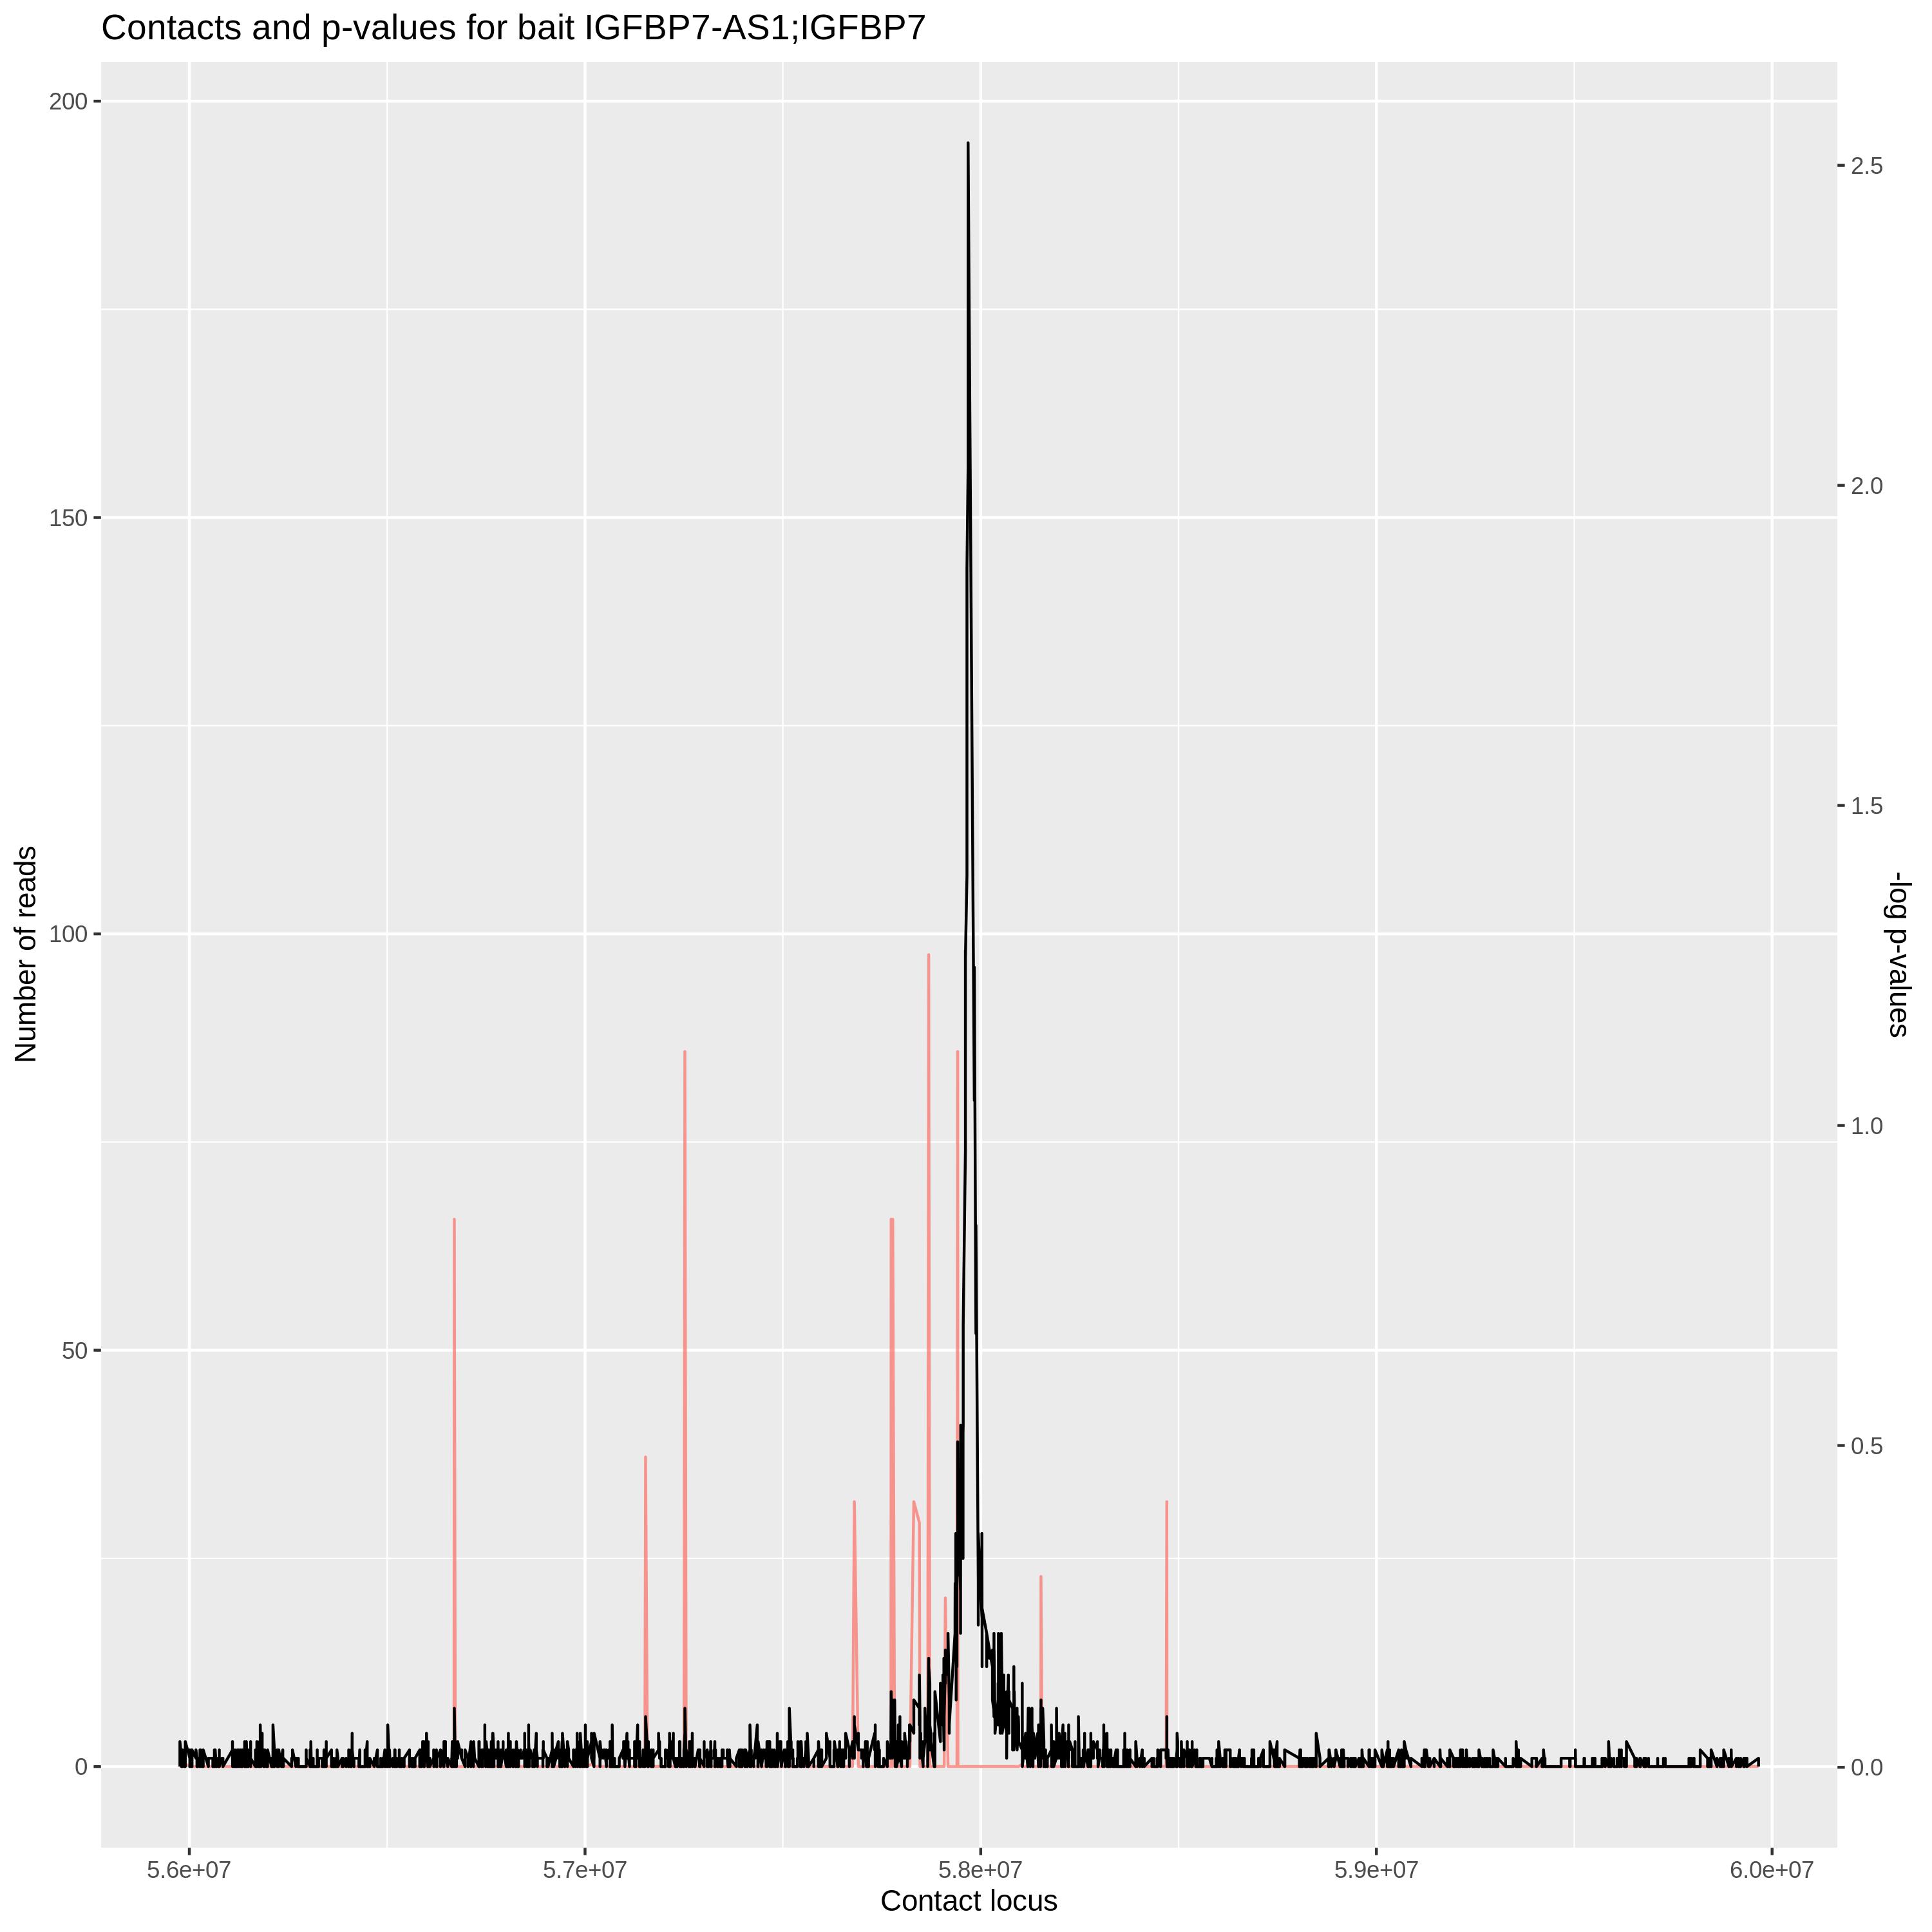 Contacts and p-values for bait IGFBP7-AS1;IGFBP7
200
150
100
50
0
Number of reads
2.5
2.0
1.5
1.0
0.5
0.0
-log p-values
5.6e+07 5.7e+07 5.8e+07 5.9e+07 6.0e+07
Contact locus